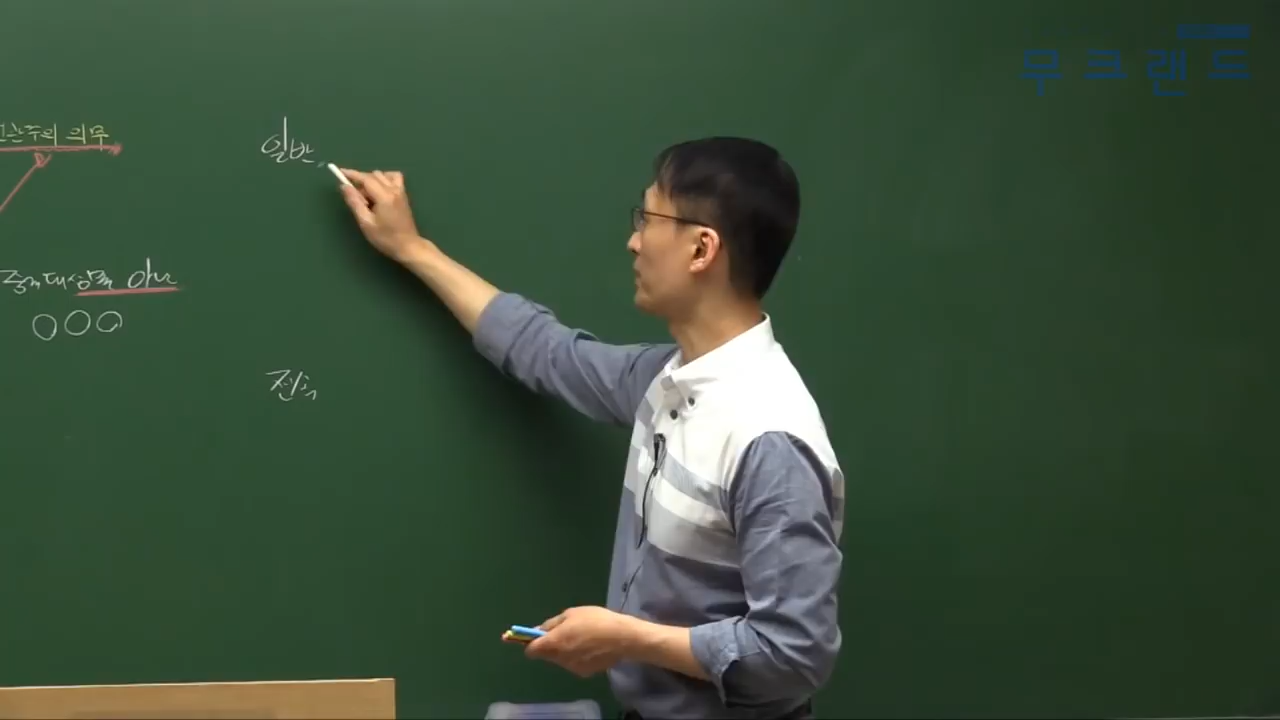 무크랜드
선관주의 의무
일반
중개대상물 아님
○○○
전속